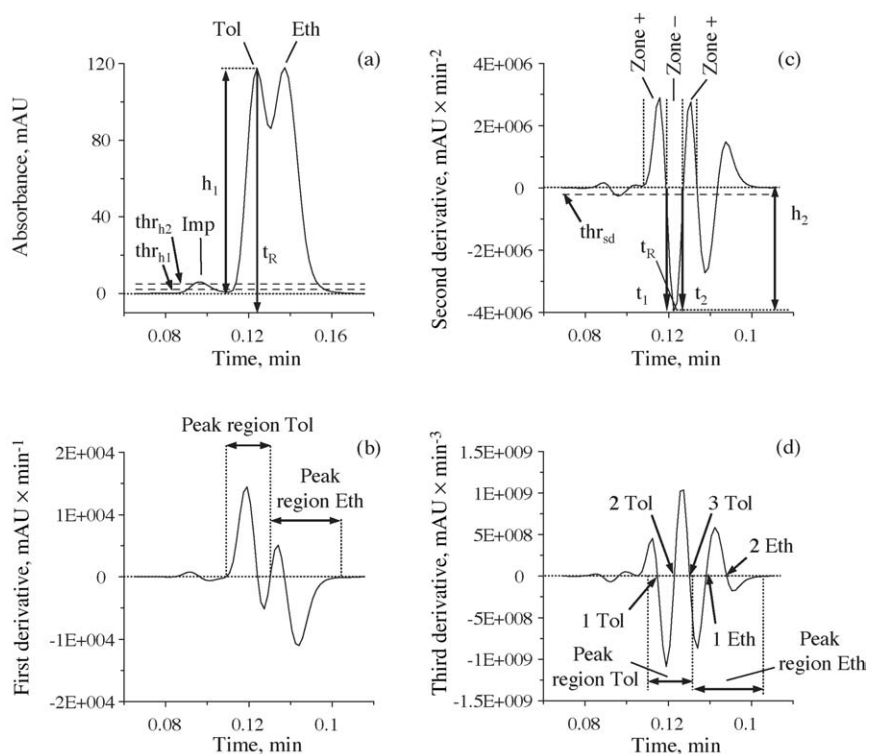 Tol Eth
(a)
Absorbance, mAU
120
80
40
0
h1
thrh2
Imp
thrh1
tR
0.08 0.12 0.16
Time, min
(c)
Second derivative, mAU × min-2
4E+006
2E+006
0
-2E+006
-4E+006
Zone +
Zone –
Zone +
thrsd
h2
tR
t1
t2
0.08 0.12 0.1
Time, min
(b)
First derivative, mAU × min-1
2E+004
1E+004
0
-1E+004
-2E+004
Peak region Tol
Peak
region Eth
0.08 0.12 0.1
Time, min
(d)
Third derivative, mAU × min-3
1.5E+009
1E+009
5E+008
0
-5E+008
-1E+009
-1.5E+009
2 Tol
3 Tol
2 Eth
1 Tol
1 Eth
Peak
region Tol
Peak
region Eth
0.08 0.12 0.1
Time, min